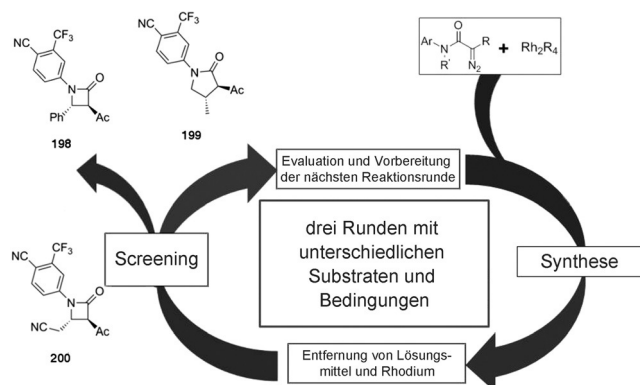 CF₃
NC
N
O
Ph
Ac
198
CF₃
NC
N
O
Ac
199
O
Ar
N
R
R'
N₂
+
Rh₂R₄
Evaluation und Vorbereitung
der nächsten Reaktionsrunde
drei Runden mit
unterschiedlichen
Substraten und
Bedingungen
Screening
Synthese
CF₃
NC
N
O
NC
Ac
200
Entfernung von Lösungs-
mittel und Rhodium